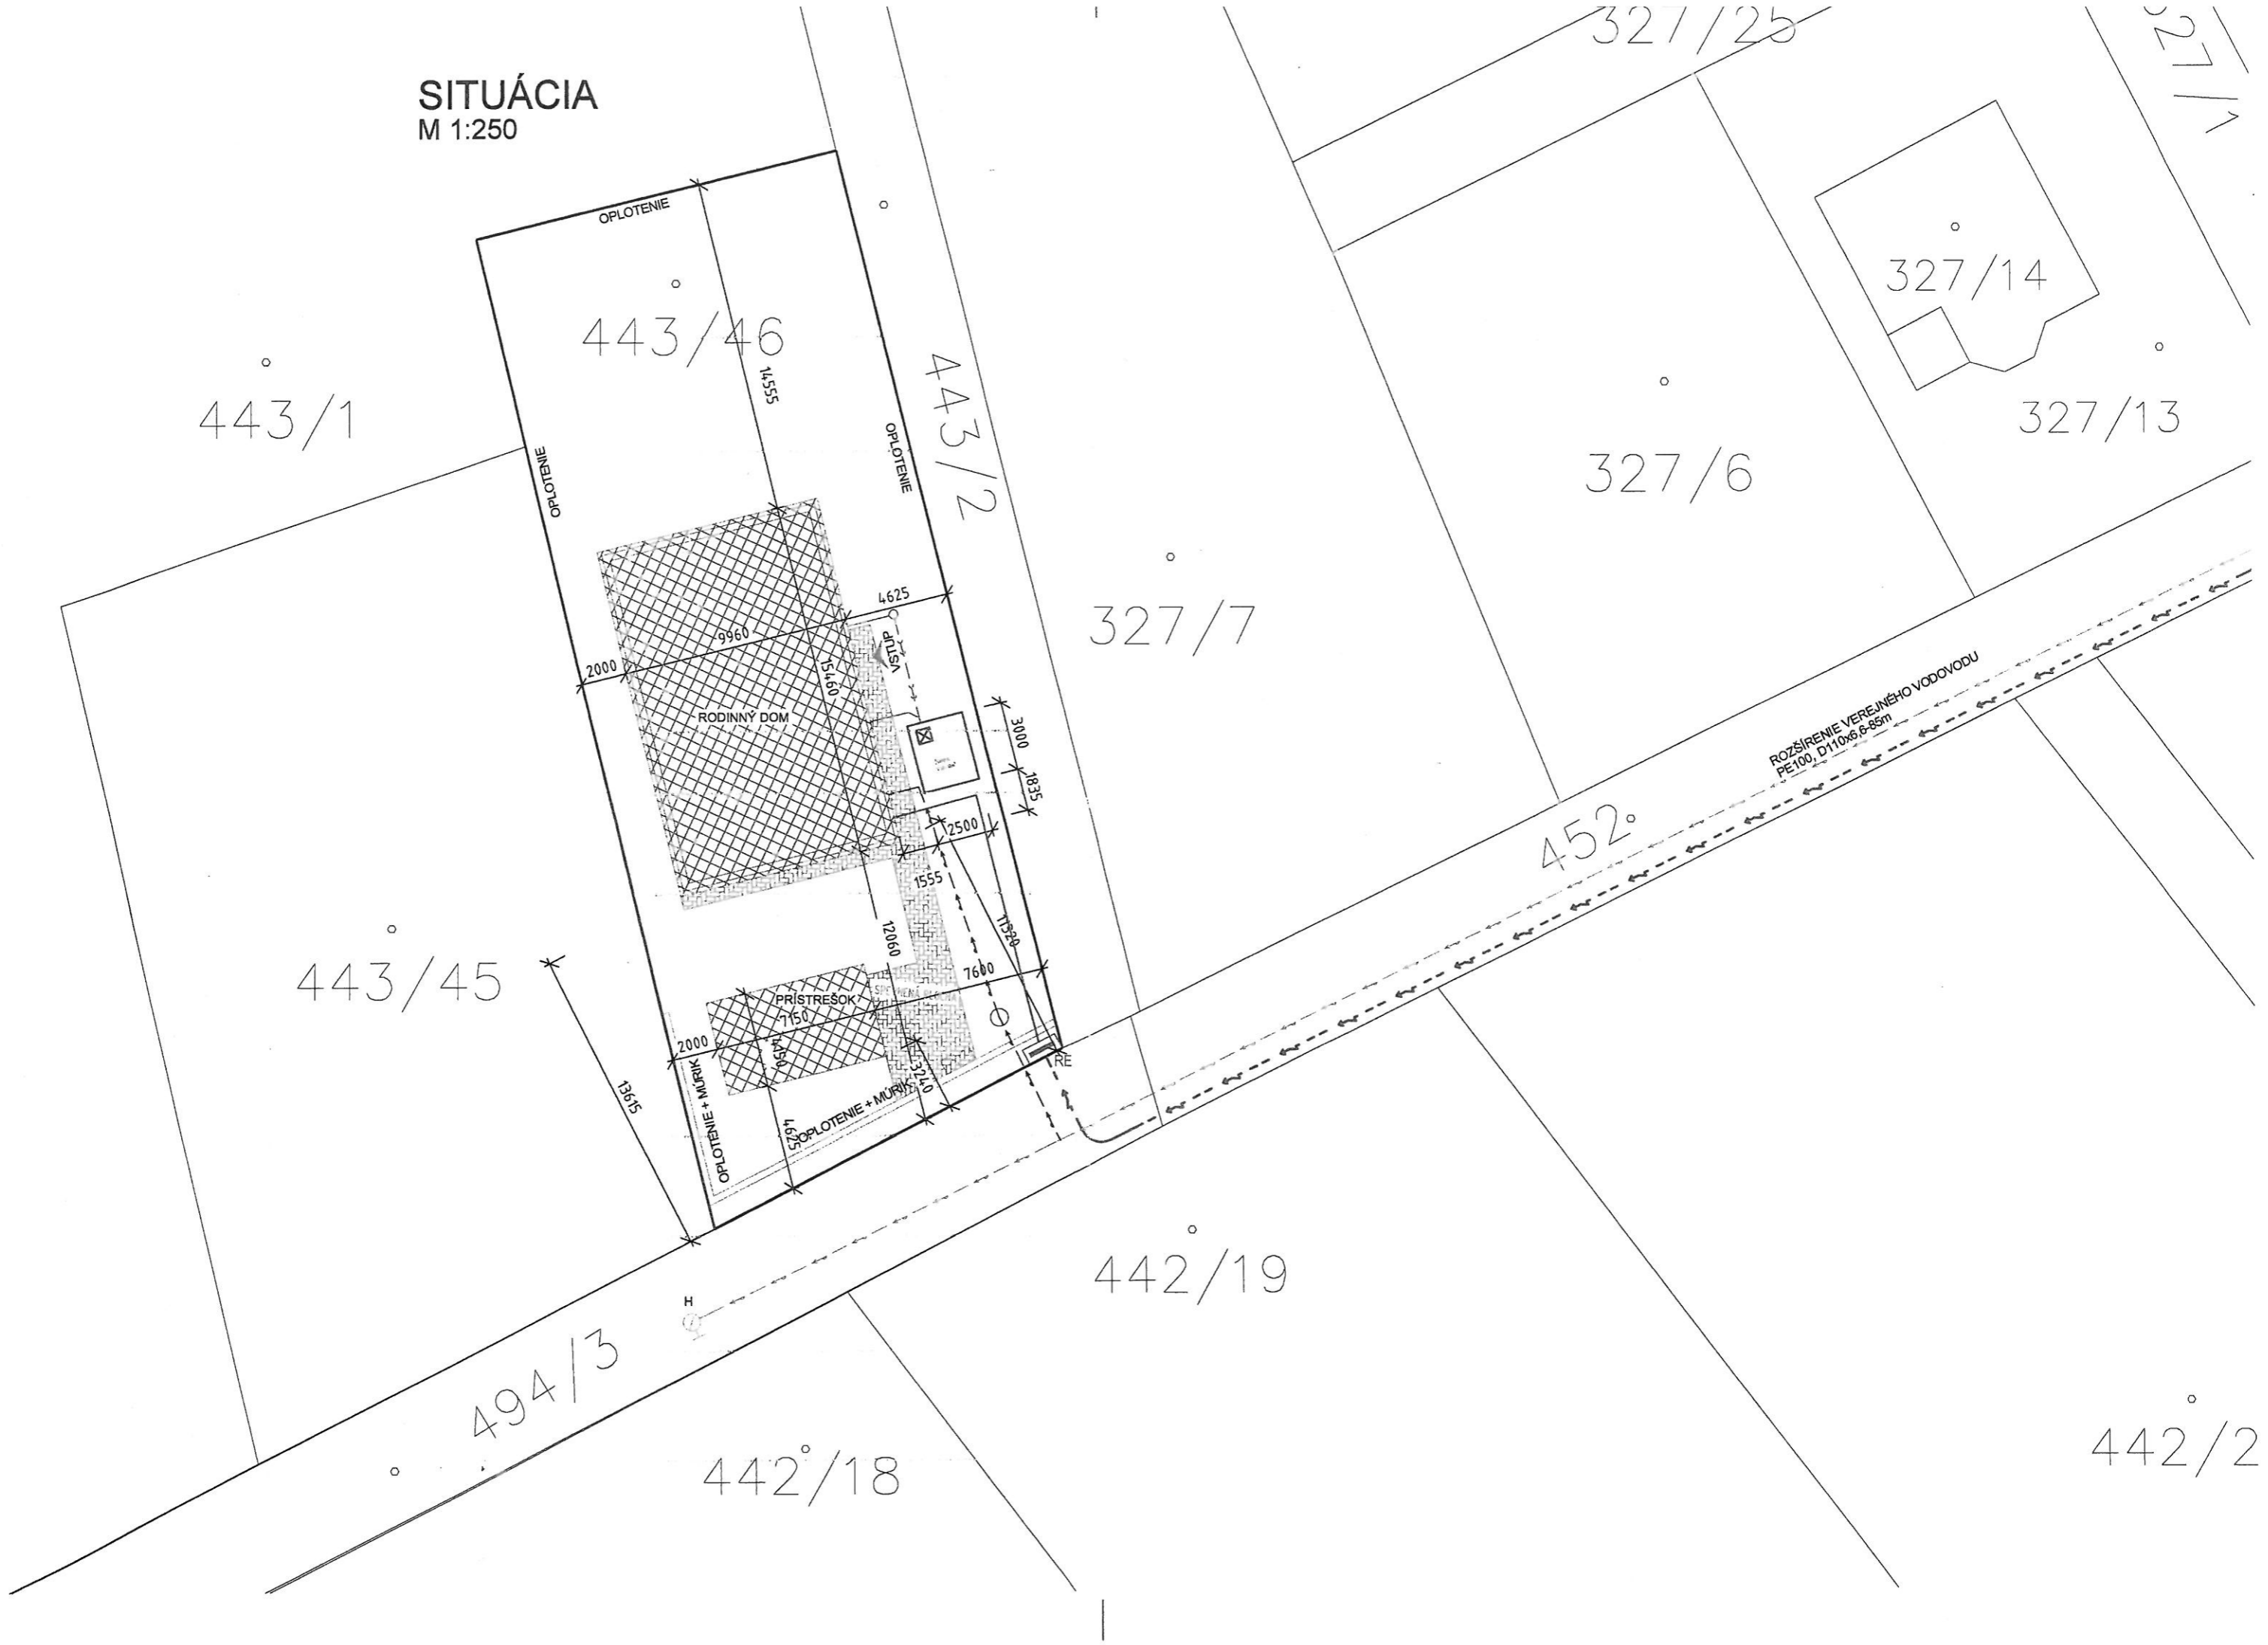 327/25
327/1
SITUÁCIA
M 1:250
OPLOTENIE
443/46
14555
443/1
443/2
OPLOTENIE
OPLOTENIE
327/14
327/13
327/6
327/7
4625
9960
2000
VSTUP
15460
RODINNÝ DOM
3000
1835
2500
1555
11320
12060
7600
ROZŠÍRENIE VEREJNÉHO VODOVODU
PE100, D110x6,6-85m
452
443/45
PRÍSTREŠOK
7150
2000
4450
3240
RE
13615
OPLOTENIE + MÚRIK
OPLOTENIE + MÚRIK
4625
H
494/3
442/19
442/18
442/2